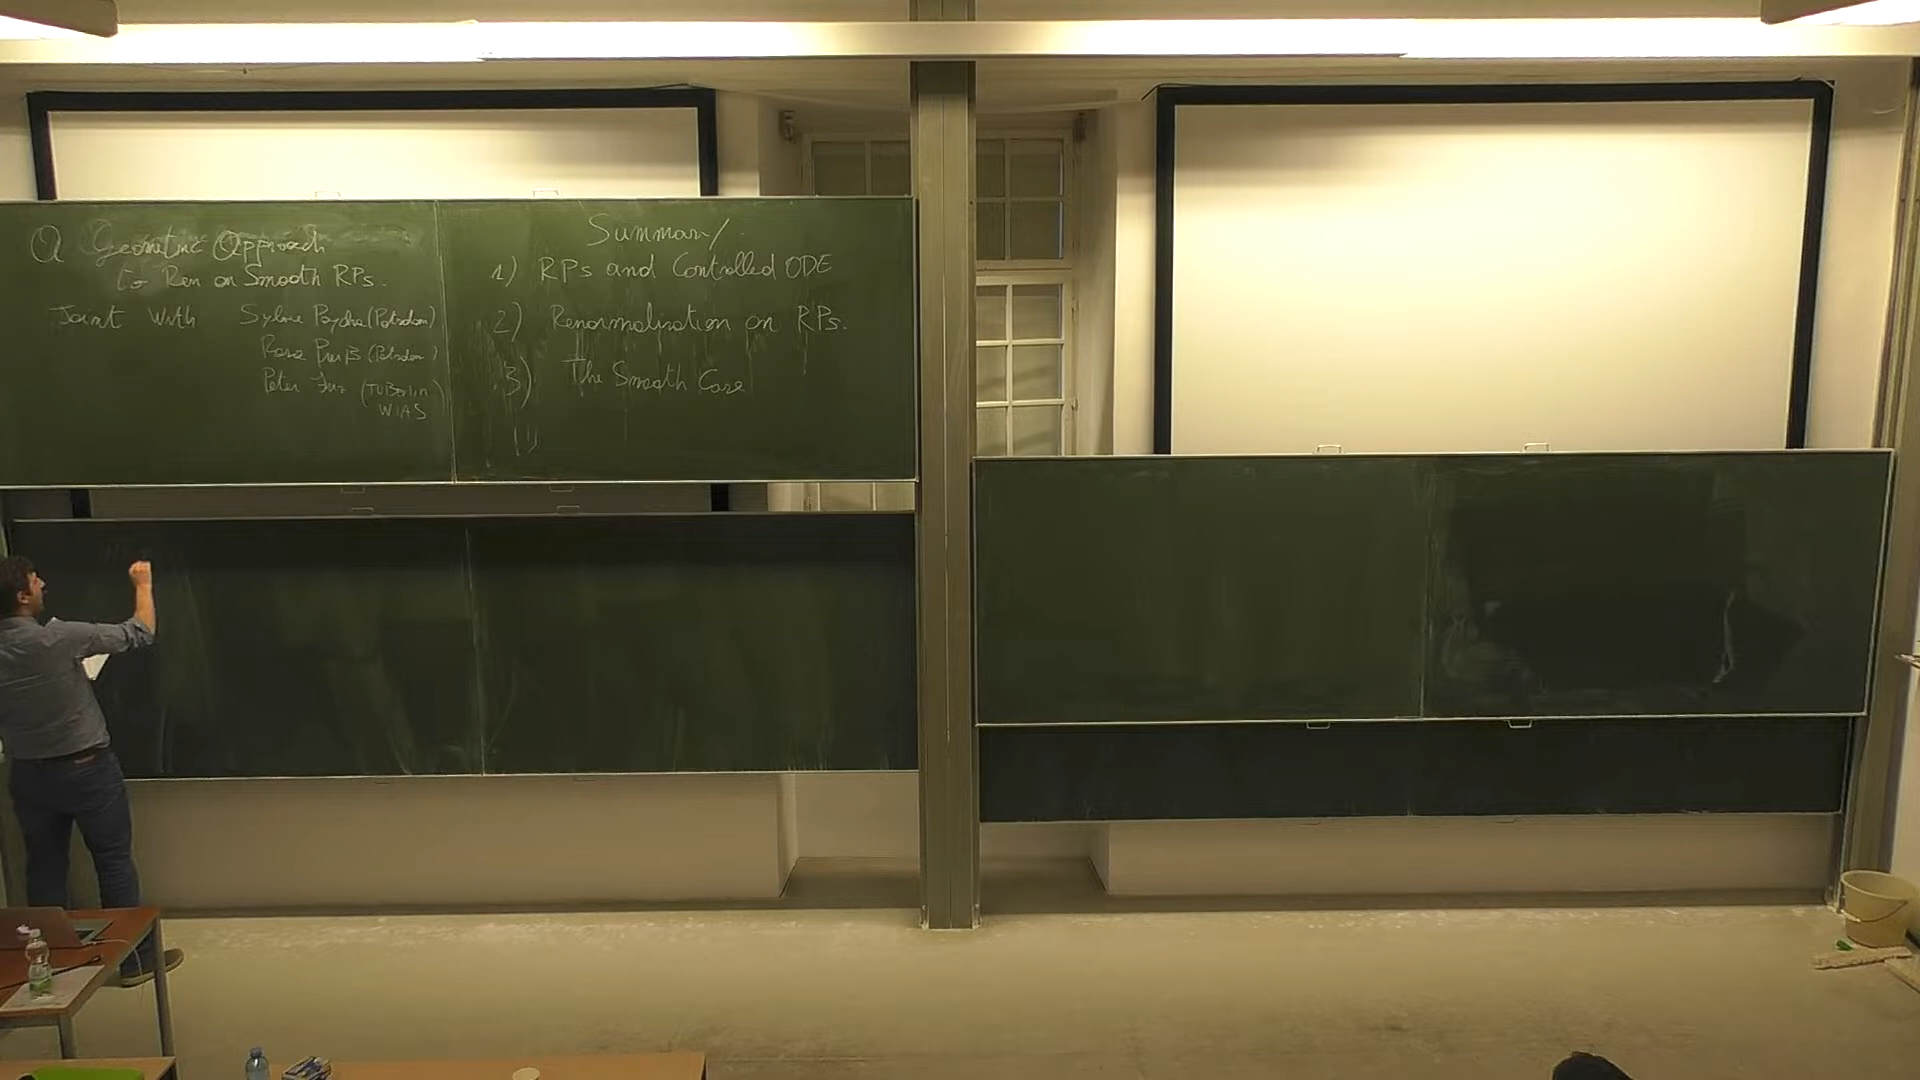 A Geometric Approach
to Ren on Smooth RPs.
Joint with Sylvie Paycha (Potsdam)
Rosa Preiß (Potsdam)
Peter Friz (TU Berlin
WIAS
Summary
1) RPs and Controlled ODE
2) Renormalisation on RPs.
3) The Smooth Case